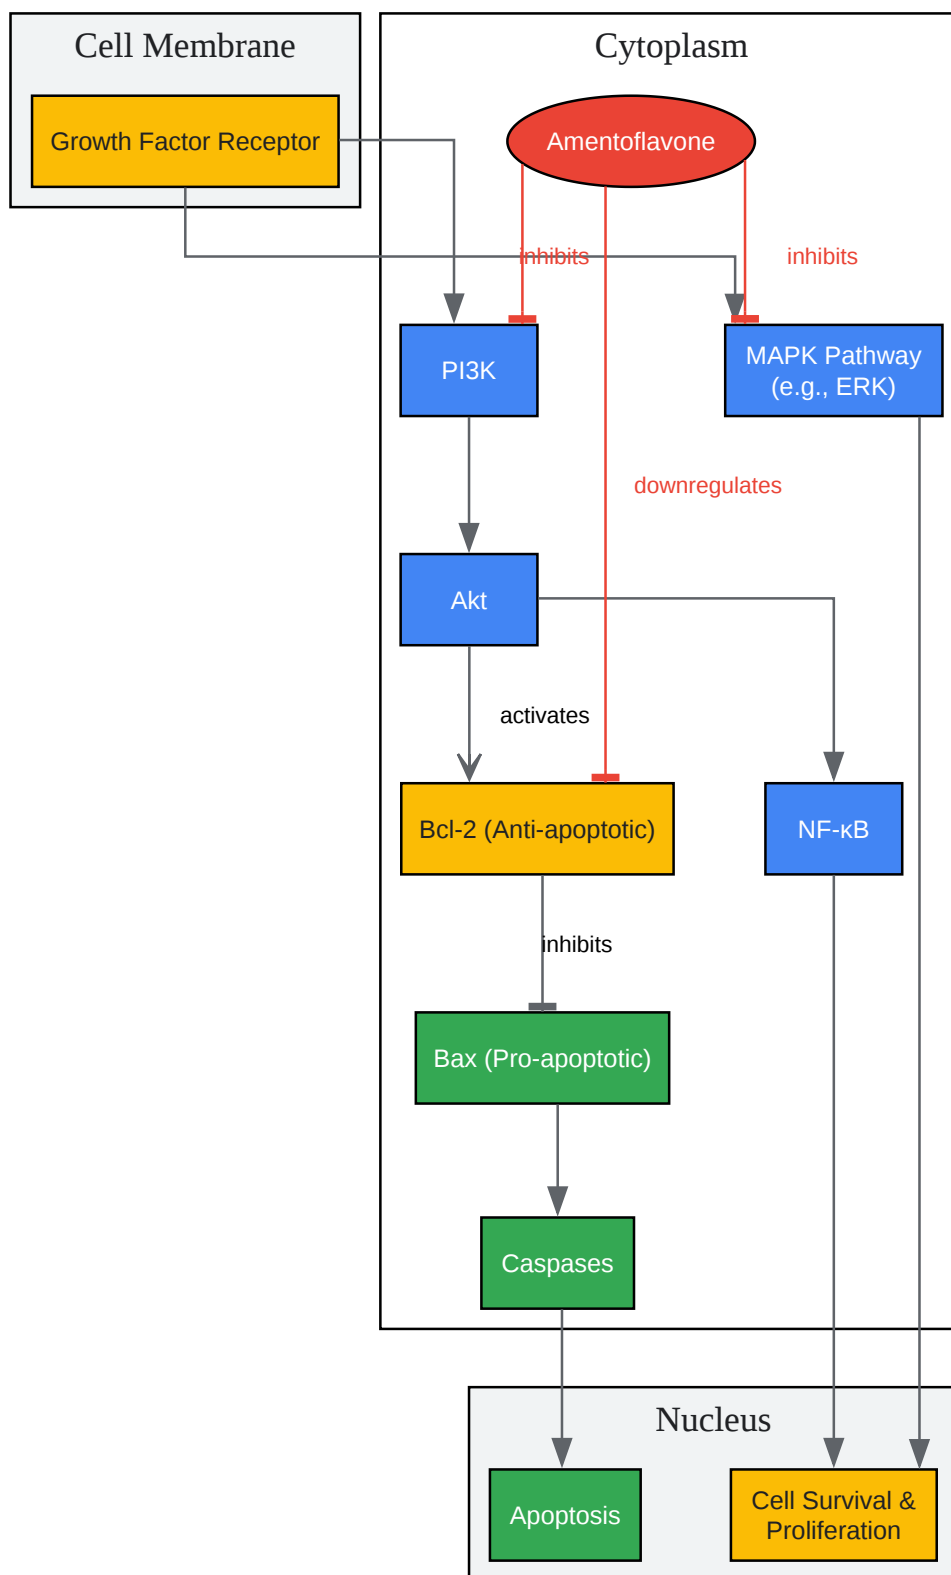 Cell Membrane
Cytoplasm
Growth Factor Receptor
Amentoflavone
inhibits
inhibits
PI3K
MAPK Pathway
(e.g., ERK)
downregulates
Akt
activates
Bcl-2 (Anti-apoptotic)
NF-κB
inhibits
Bax (Pro-apoptotic)
Caspases
Nucleus
Apoptosis
Cell Survival &
Proliferation